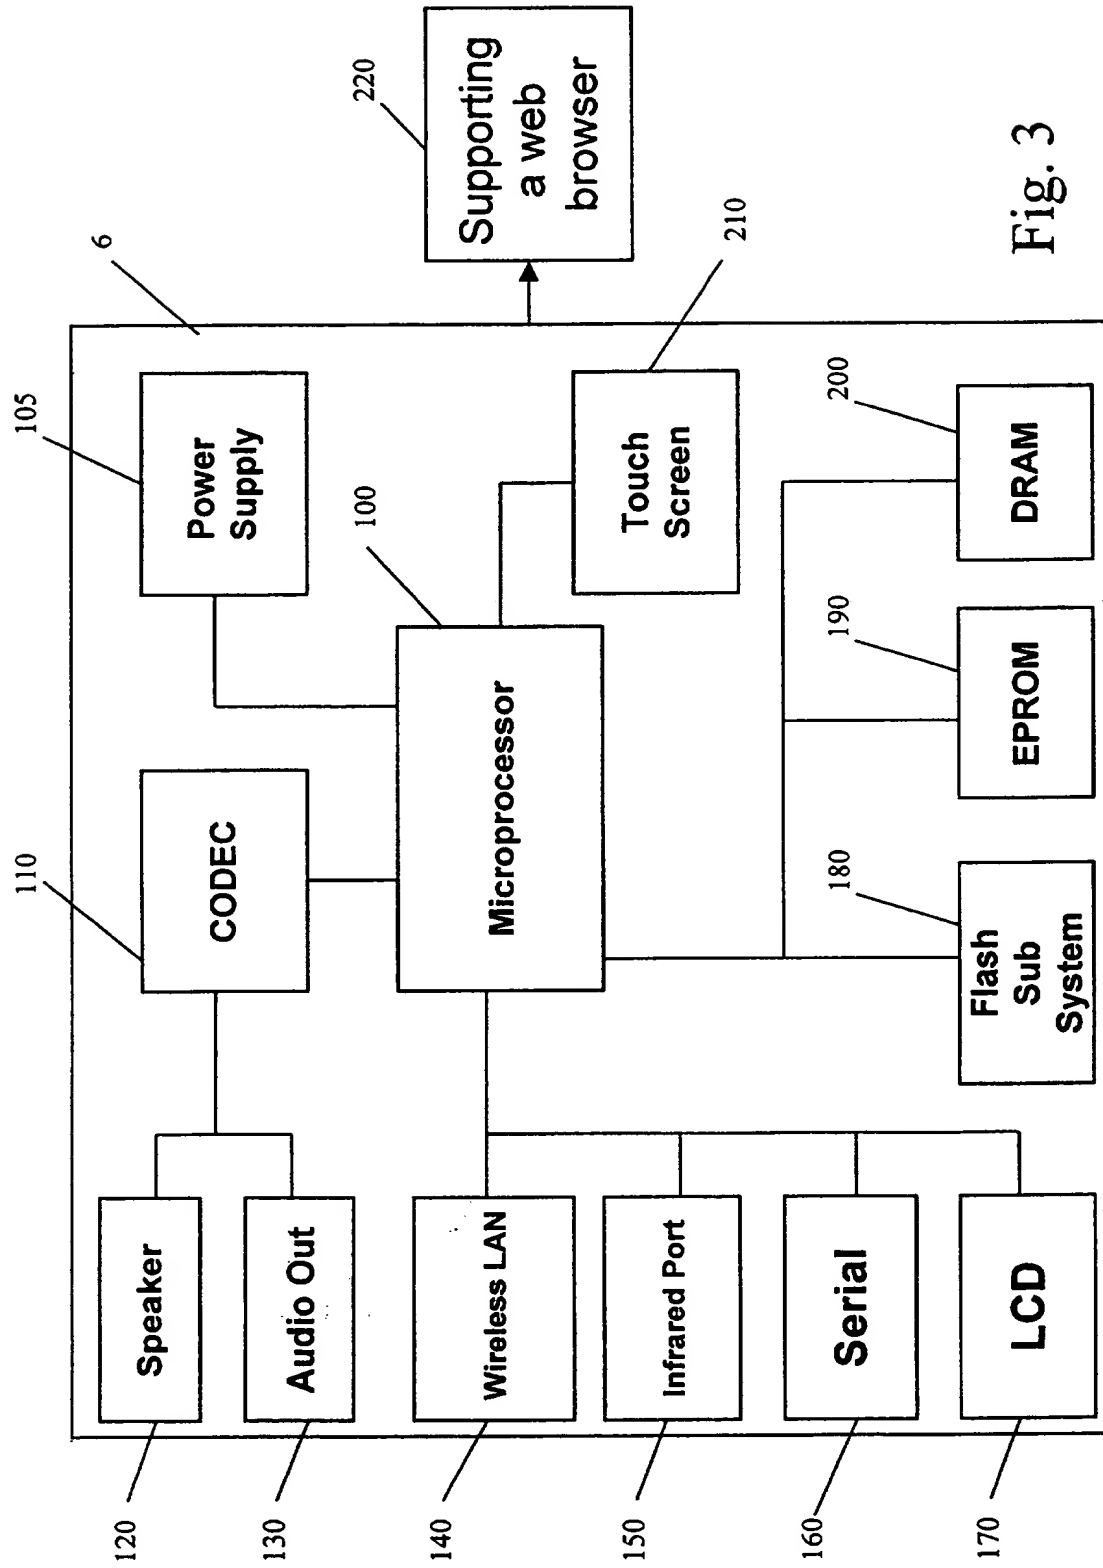 120
Speaker
110
CODEC
105
Power
Supply
6
130
Audio Out
140
Wireless LAN
Microprocessor
100
220
Supporting
a web
browser
150
Infrared Port
Touch
Screen
210
160
Serial
180
190
200
170
LCD
Flash
Sub
System
EPROM
DRAM
Fig. 3